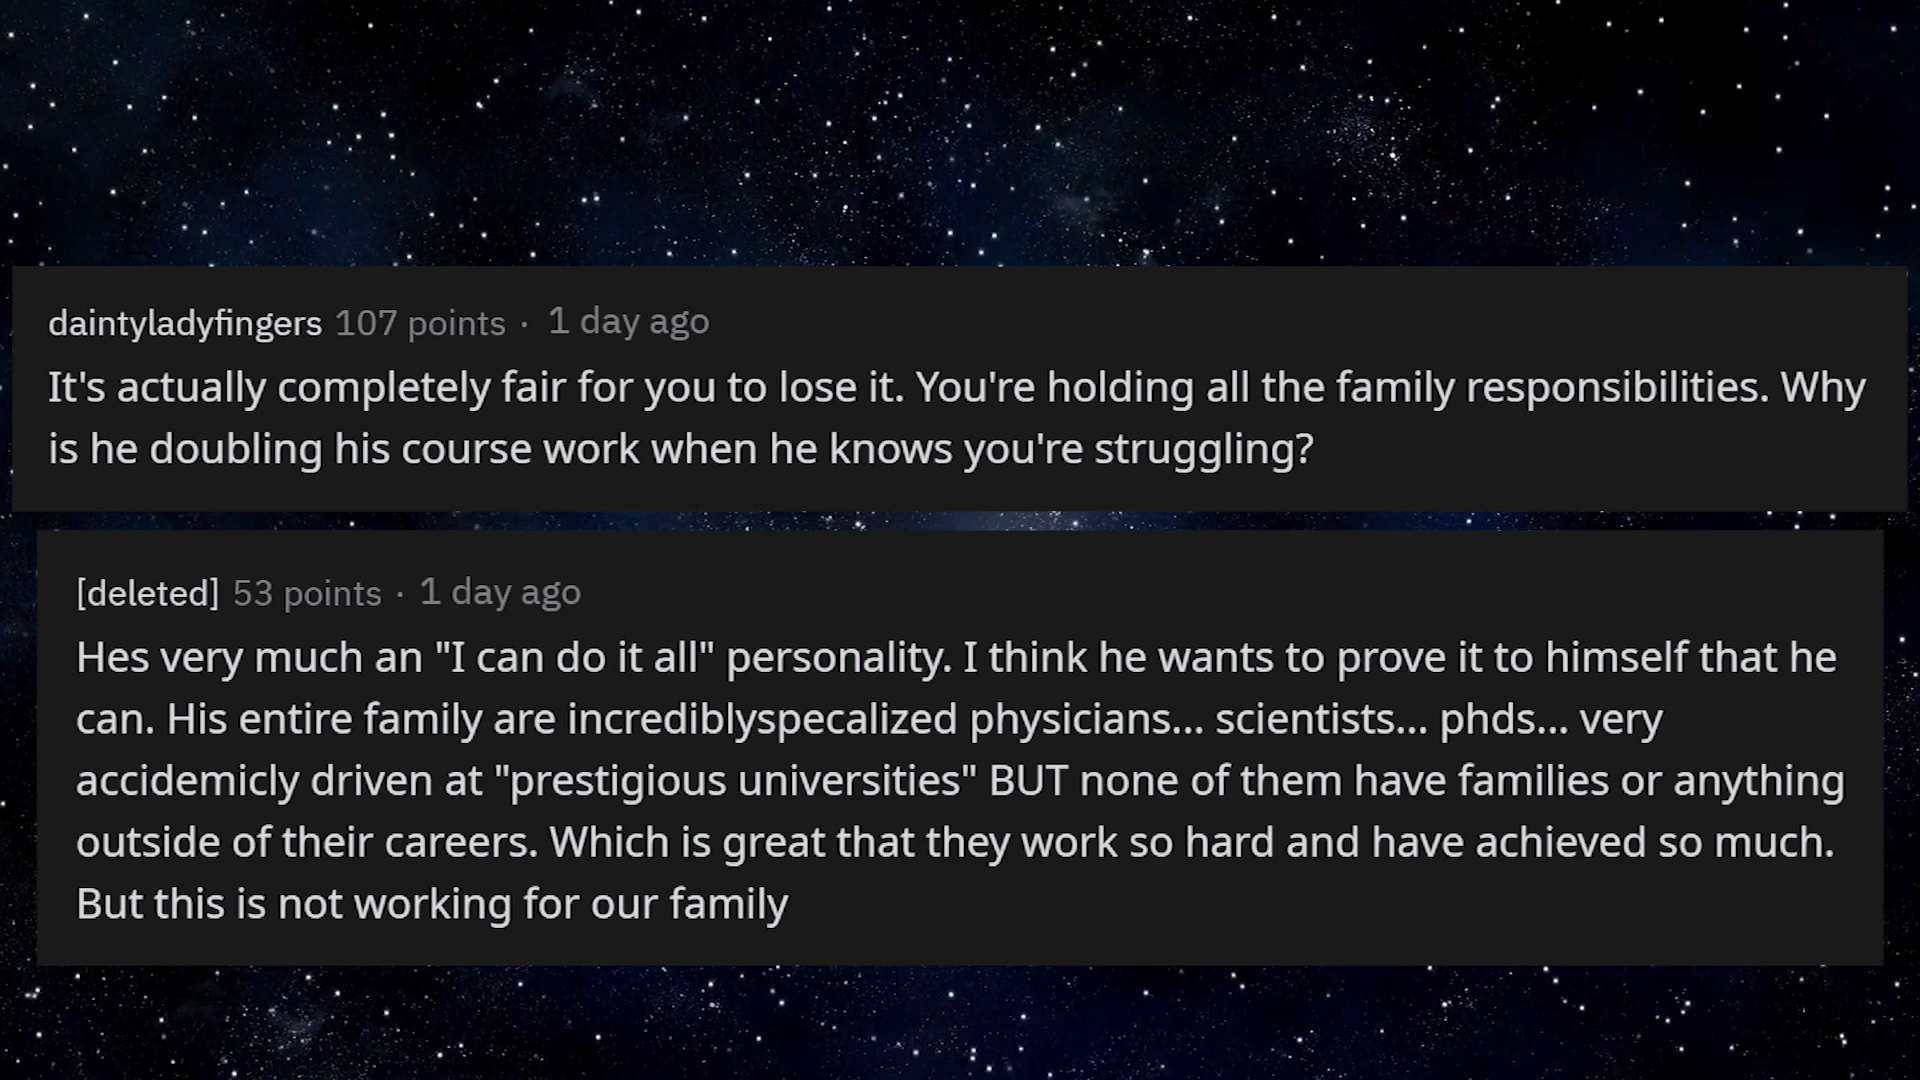 daintyladyfingers 107 points · 1 day ago
It's actually completely fair for you to lose it. You're holding all the family responsibilities. Why
is he doubling his course work when he knows you're struggling?
[deleted] 53 points · 1 day ago
Hes very much an "I can do it all" personality. I think he wants to prove it to himself that he
can. His entire family are incrediblyspecalized physicians... scientists... phds... very
accidemicly driven at "prestigious universities" BUT none of them have families or anything
outside of their careers. Which is great that they work so hard and have achieved so much.
But this is not working for our family